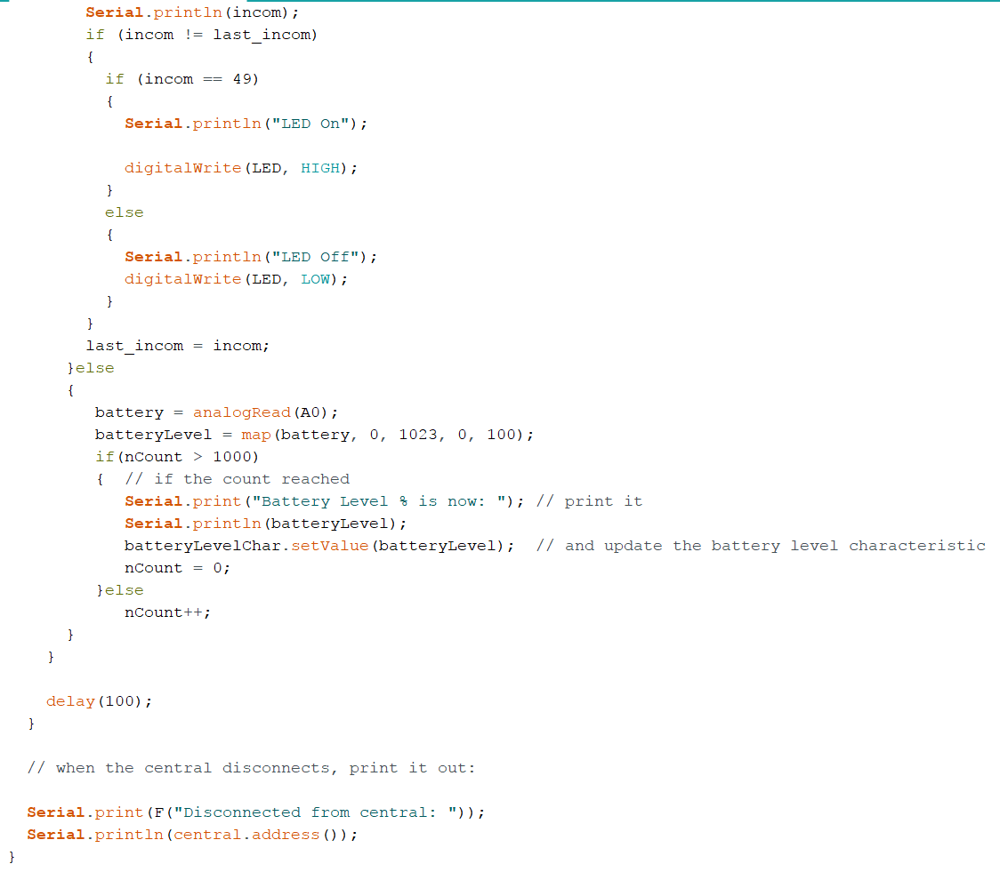 Serial.println(incom);
if (incom != last_incom)
{
if (incom == 49)
{
Serial.println("LED On");
digitalWrite(LED, HIGH);
}
else
{
Serial.println("LED Off");
digitalWrite(LED, LOW);
}
}
last_incom = incom;
}else
{
battery = analogRead(A0);
batteryLevel = map(battery, 0, 1023, 0, 100);
if(nCount > 1000)
{ // if the count reached
Serial.print("Battery Level % is now: "); // print it
Serial.println(batteryLevel);
batteryLevelChar.setValue(batteryLevel); // and update the battery level characteristic
nCount = 0;
}else
nCount++;
}
}
delay(100);
}
// when the central disconnects, print it out:
Serial.print(F("Disconnected from central: "));
Serial.println(central.address());
}